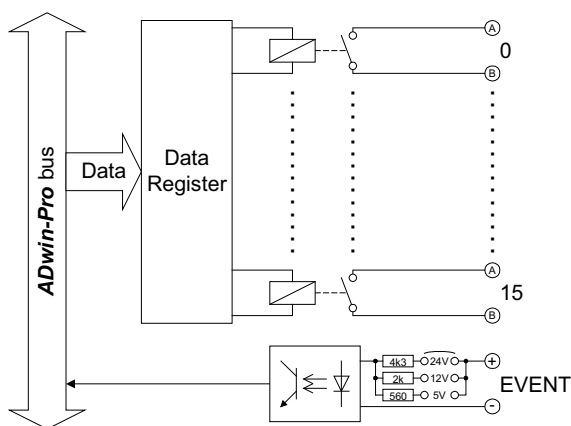 ADwin-Pro bus
Data
Data
Register
A
0
B
A
15
B
4k3
24V
2k
12V
560
5V
+
EVENT
-